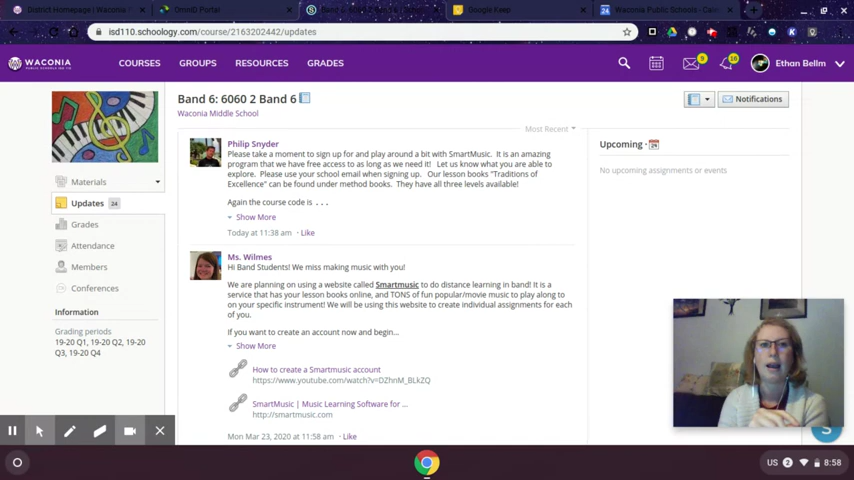 District Homepage | Waconia
OmniD Portal
Band 6: 6060 2 Band 6 | Schoo
Google Keep
Waconia Public Schools - Cale
isd110.schoology.com/course/2163202442/updates
WACONIA
COURSES GROUPS RESOURCES GRADES
9
16
Ethan Bellm
Band 6: 6060 2 Band 6
Waconia Middle School
Notifications
Most Recent
Materials
Updates 24
Grades
Attendance
Members
Conferences
Information
Grading periods
19-20 Q1, 19-20 Q2, 19-20
Q3, 19-20 Q4
Philip Snyder
Please take a moment to sign up for and play around a bit with SmartMusic. It is an amazing
program that we have free access to as long as we need it! Let us know what you are able to
explore. Please use your school email when signing up. Our lesson books "Traditions of
Excellence" can be found under method books. They have all three levels available!
Again the course code is ...
Show More
Today at 11:38 am · Like
Ms. Wilmes
Hi Band Students! We miss making music with you!
We are planning on using a website called Smartmusic to do distance learning in band! It is a
service that has your lesson books online, and TONS of fun popular/movie music to play along to
on your specific instrument! We will be using this website to create individual assignments for each
of you.
If you want to create an account now and begin...
Show More
How to create a Smartmusic account
https://www.youtube.com/watch?v=DZhnM_BLkZQ
SmartMusic | Music Learning Software for ...
http://smartmusic.com
Mon Mar 23, 2020 at 11:58 am · Like
Upcoming ·
No upcoming assignments or events
S
US 2 8:58